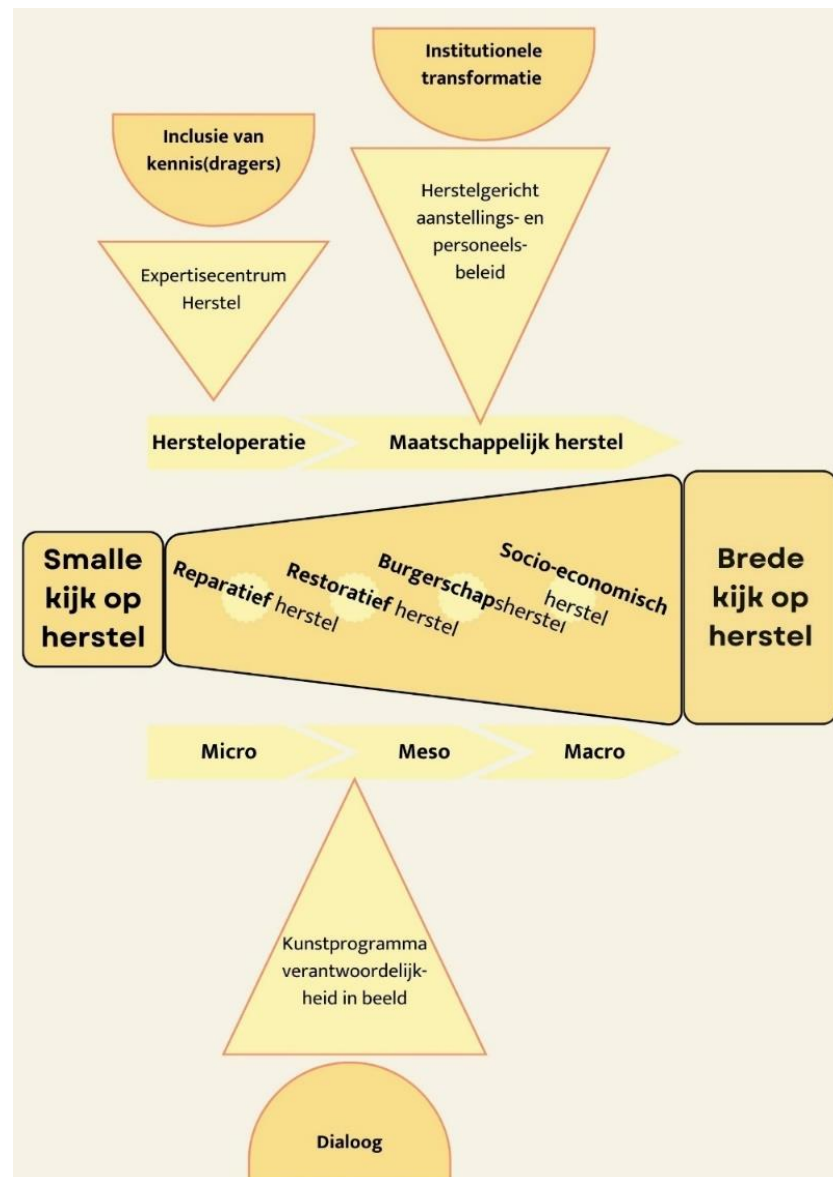 Institutionele
transformatie
Inclusie van
kennis(dragers)
Herstelgericht
aanstellings- en
personeels-
beleid
Expertisecentrum
Herstel
Hersteloperatie
Maatschappelijk herstel
Smalle
kijk op
herstel
Reparatief herstel
Restoratief herstel
Burgerschapsherstel
Socio-economisch
herstel
Brede
kijk op
herstel
Micro
Meso
Macro
Kunstprogramma
verantwoordelijk-
heid in beeld
Dialoog